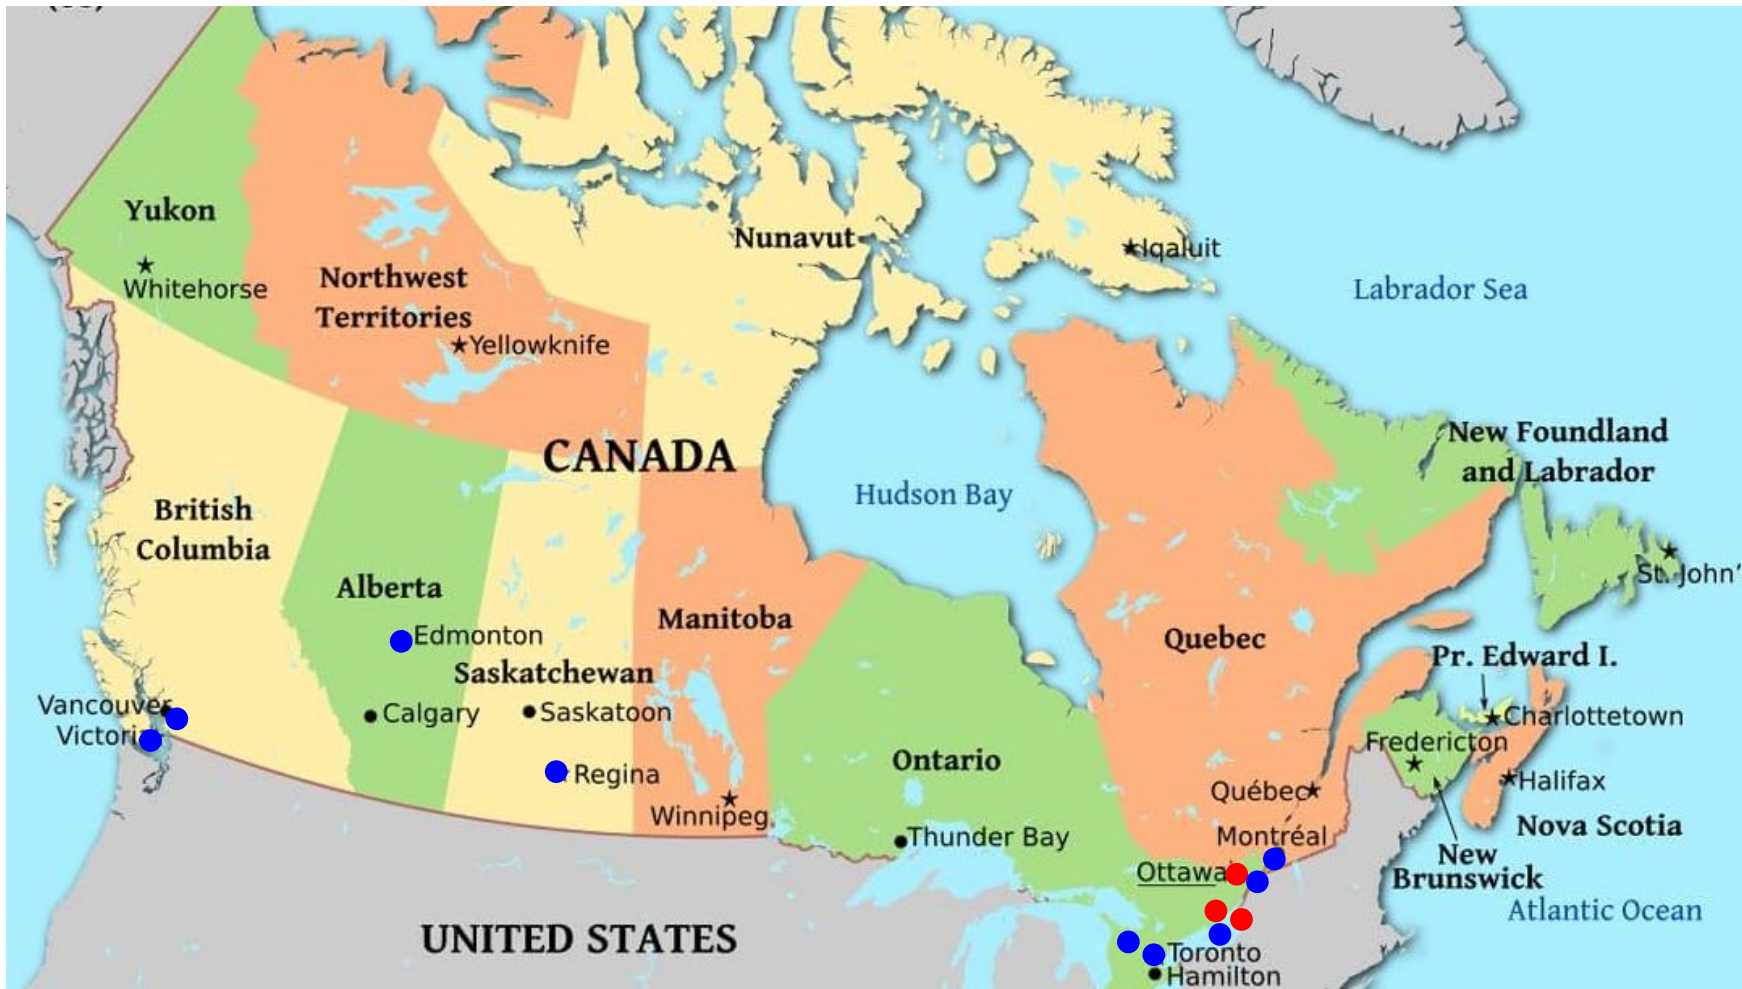 Yukon
Whitehorse
Northwest
Territories
Yellowknife
Nunavut
Iqaluit
Labrador Sea
CANADA
Hudson Bay
New Foundland
and Labrador
St. John'
British
Columbia
Alberta
Edmonton
Saskatchewan
Manitoba
Quebec
Pr. Edward I.
Charlottetown
Vancouver
Victoria
Calgary
Saskatoon
Regina
Winnipeg
Ontario
Thunder Bay
Fredericton
Halifax
Québec
Montréal
Nova Scotia
New
Brunswick
Ottawa
Atlantic Ocean
UNITED STATES
Toronto
Hamilton